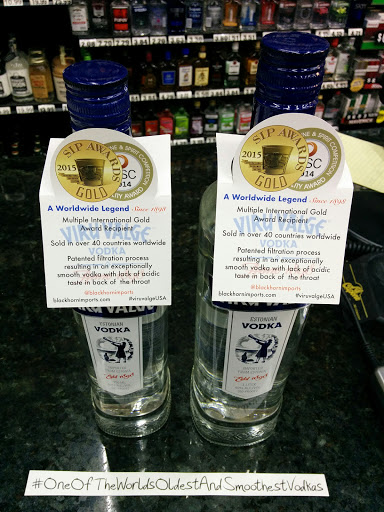 SIP AWARDS
2015
GOLD
SC
2014
A Worldwide Legend Since 1898
Multiple International Gold
Award Recipient
Sold in over 40 countries worldwide
Patented filtration process
resulting in an exceptionally
smooth vodka with lack of acidic
taste in back of the throat
@blackhornimports
blackhornimports.com #viruvalgeUSA
VIRU VALGE
ESTONIAN
VODKA
SIP AWARDS
2015
GOLD
SC
2014
A Worldwide Legend Since 1898
Multiple International Gold
Award Recipient
Sold in over 40 countries worldwide
Patented filtration process
resulting in an exceptionally
smooth vodka with lack of acidic
taste in back of the throat
@blackhornimports
blackhornimports.com #viruvalgeUSA
VIRU VALGE
ESTONIAN
VODKA
#OneOfTheWorldsOldestAndSmoothestVodkas